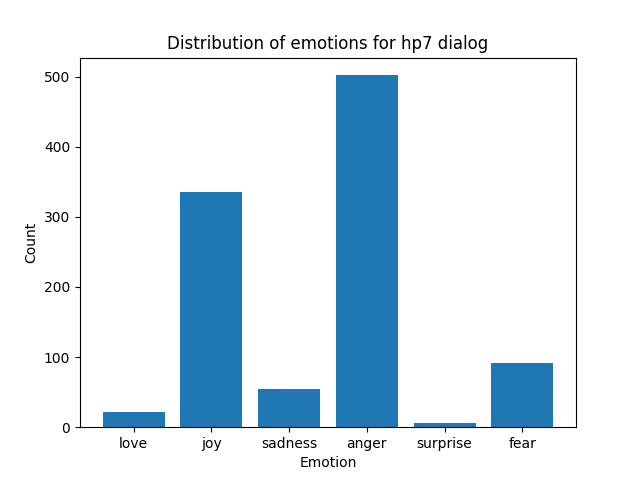 Distribution of emotions for hp7 dialog
Count
500
400
300
200
100
0
love joy sadness anger surprise fear
Emotion